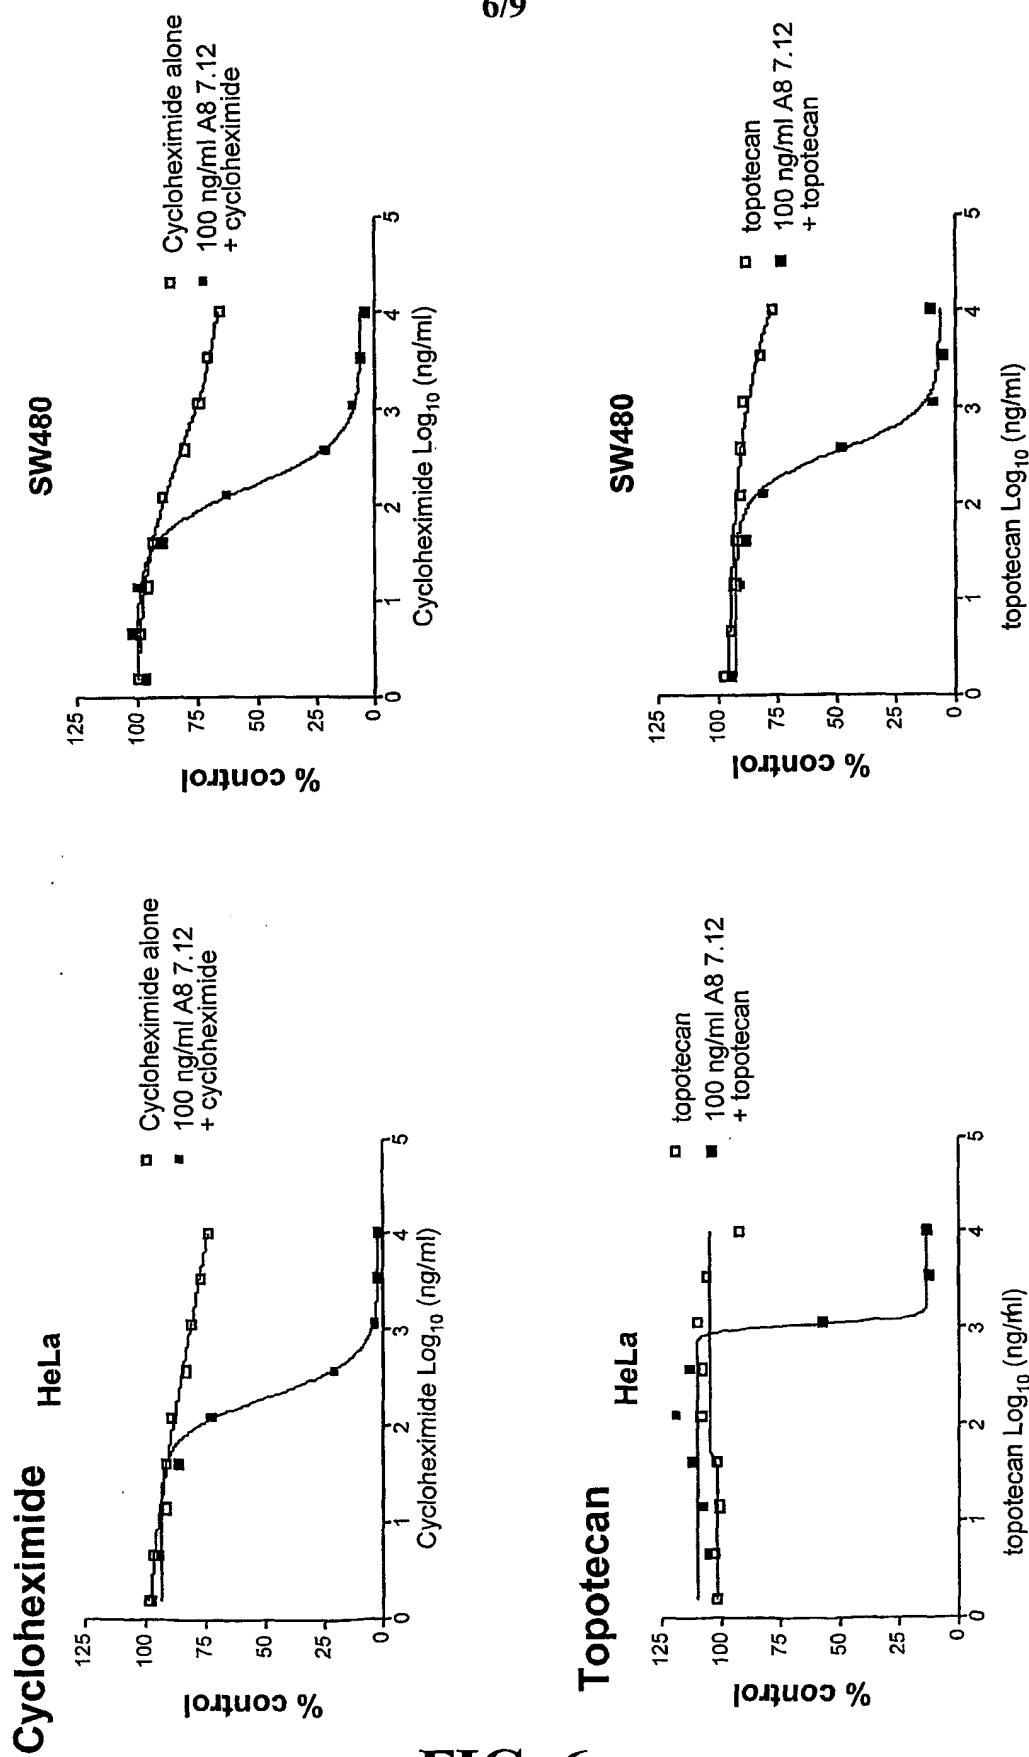 6/9
Cycloheximide
HeLa
% control
125
100
75
50
25
0
0
1
2
3
4
5
Cycloheximide Log10 (ng/ml)
Cycloheximide alone
100 ng/ml A8 7.12
+ cycloheximide
SW480
% control
125
100
75
50
25
0
0
1
2
3
4
5
Cycloheximide Log10 (ng/ml)
Cycloheximide alone
100 ng/ml A8 7.12
+ cycloheximide
Topotecan
HeLa
% control
125
100
75
50
25
0
0
1
2
3
4
5
topotecan Log10 (ng/ml)
topotecan
100 ng/ml A8 7.12
+ topotecan
SW480
% control
125
100
75
50
25
0
0
1
2
3
4
5
topotecan Log10 (ng/ml)
topotecan
100 ng/ml A8 7.12
+ topotecan